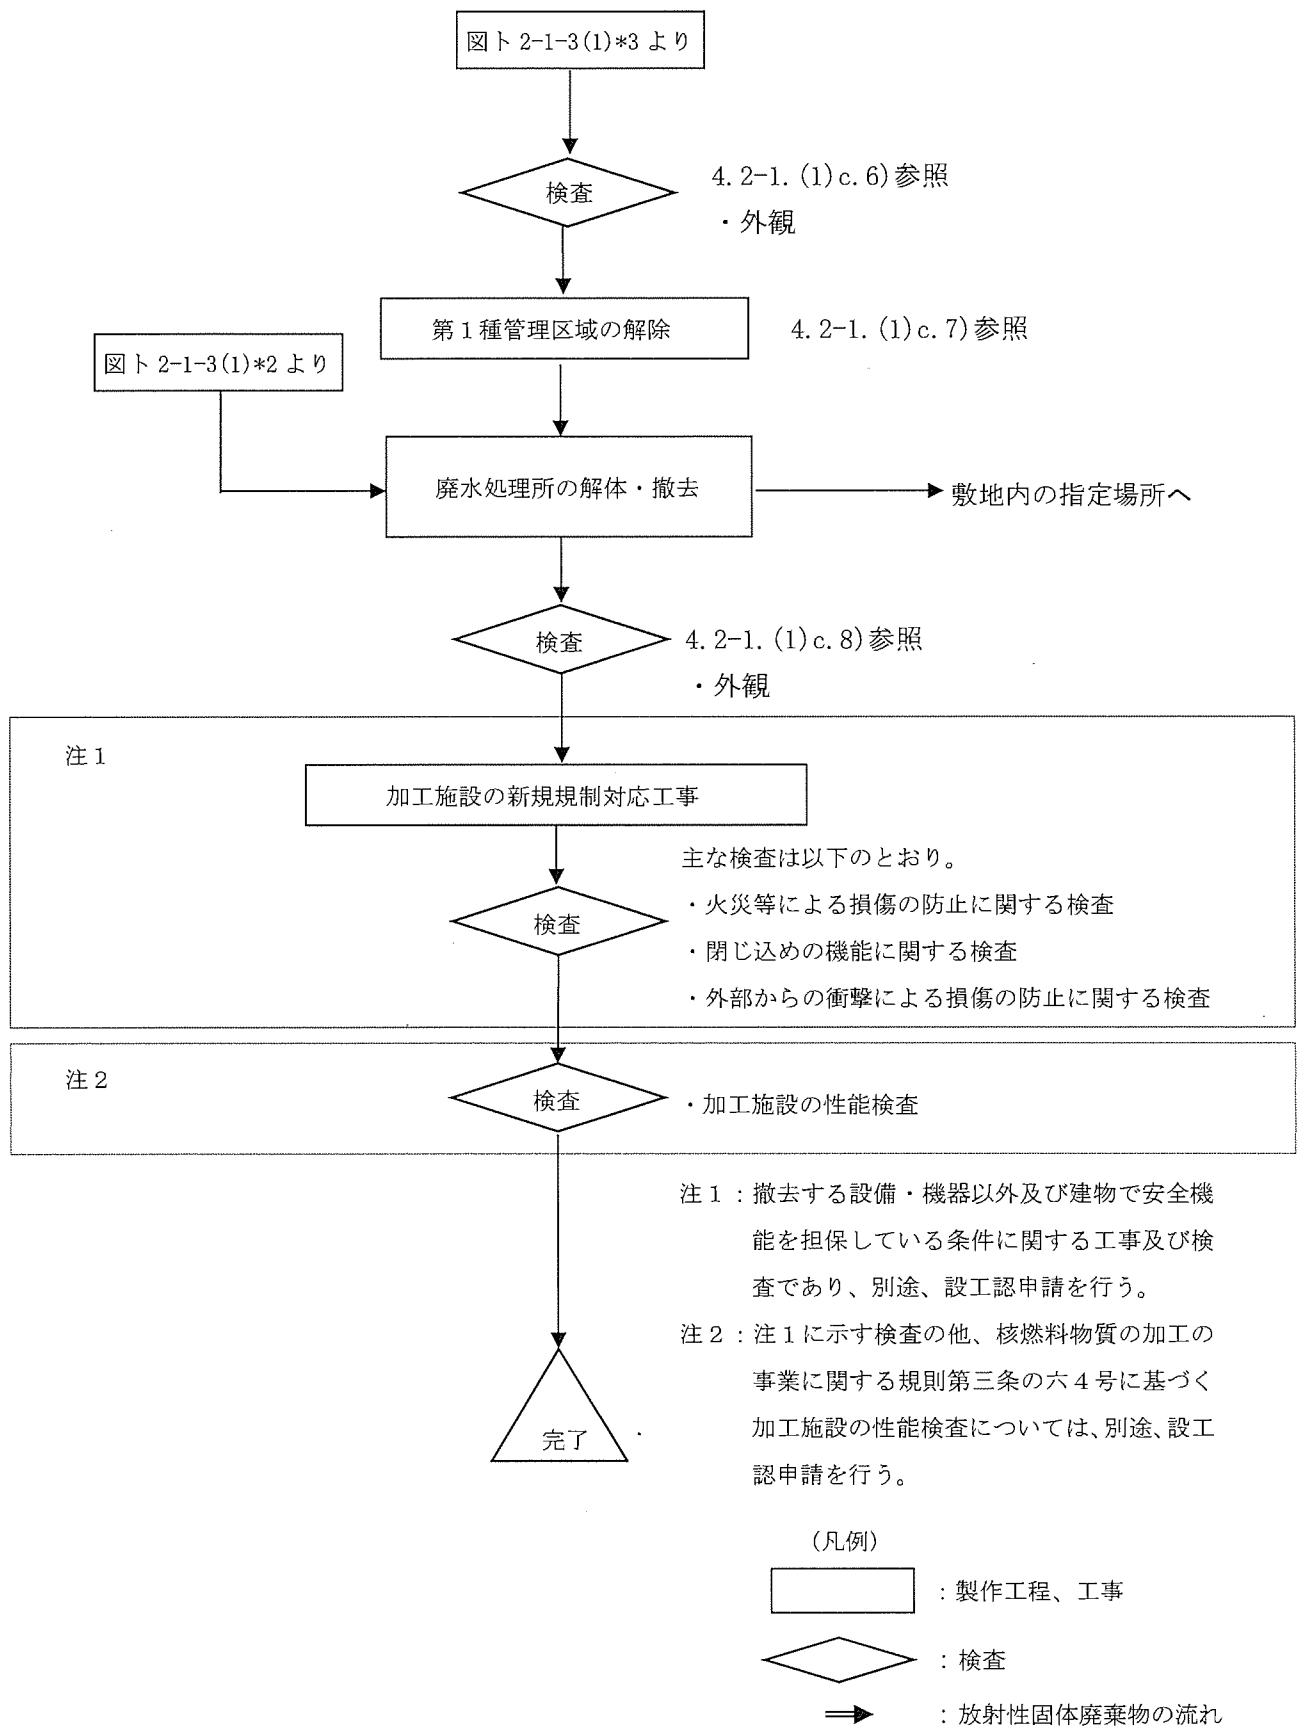 図ト 2-1-3(1)*3 より
検査
4.2-1.(1)c.6)参照
・外観
第１種管理区域の解除
4.2-1.(1)c.7)参照
図ト 2-1-3(1)*2 より
廃水処理所の解体・撤去
敷地内の指定場所へ
検査
4.2-1.(1)c.8)参照
・外観
注１
加工施設の新規規制対応工事
主な検査は以下のとおり。
検査
・火災等による損傷の防止に関する検査
・閉じ込めの機能に関する検査
・外部からの衝撃による損傷の防止に関する検査
注２
検査
・加工施設の性能検査
注１：撤去する設備・機器以外及び建物で安全機
能を担保している条件に関する工事及び検
査であり、別途、設工認申請を行う。
注２：注１に示す検査の他、核燃料物質の加工の
事業に関する規則第三条の六４号に基づく
加工施設の性能検査については、別途、設工
認申請を行う。
完了
(凡例)
：製作工程、工事
：検査
：放射性固体廃棄物の流れ